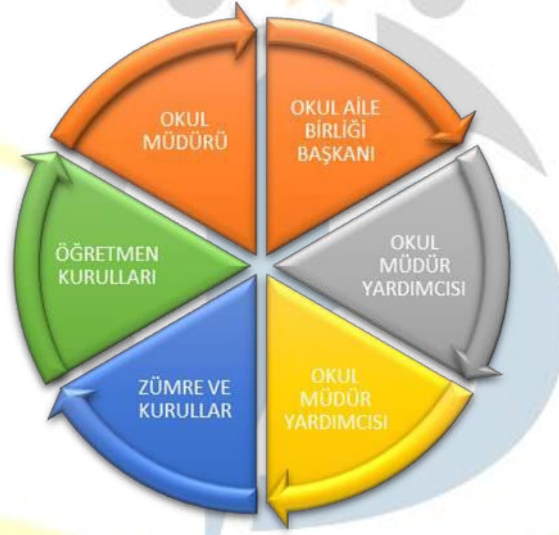 OKUL
MÜDÜRÜ
OKUL AİLE
BİRLİĞİ
BAŞKANI
OKUL
MÜDÜR
YARDIMCISI
OKUL
MÜDÜR
YARDIMCISI
ZÜMRE VE
KURULLAR
ÖĞRETMEN
KURULLARI